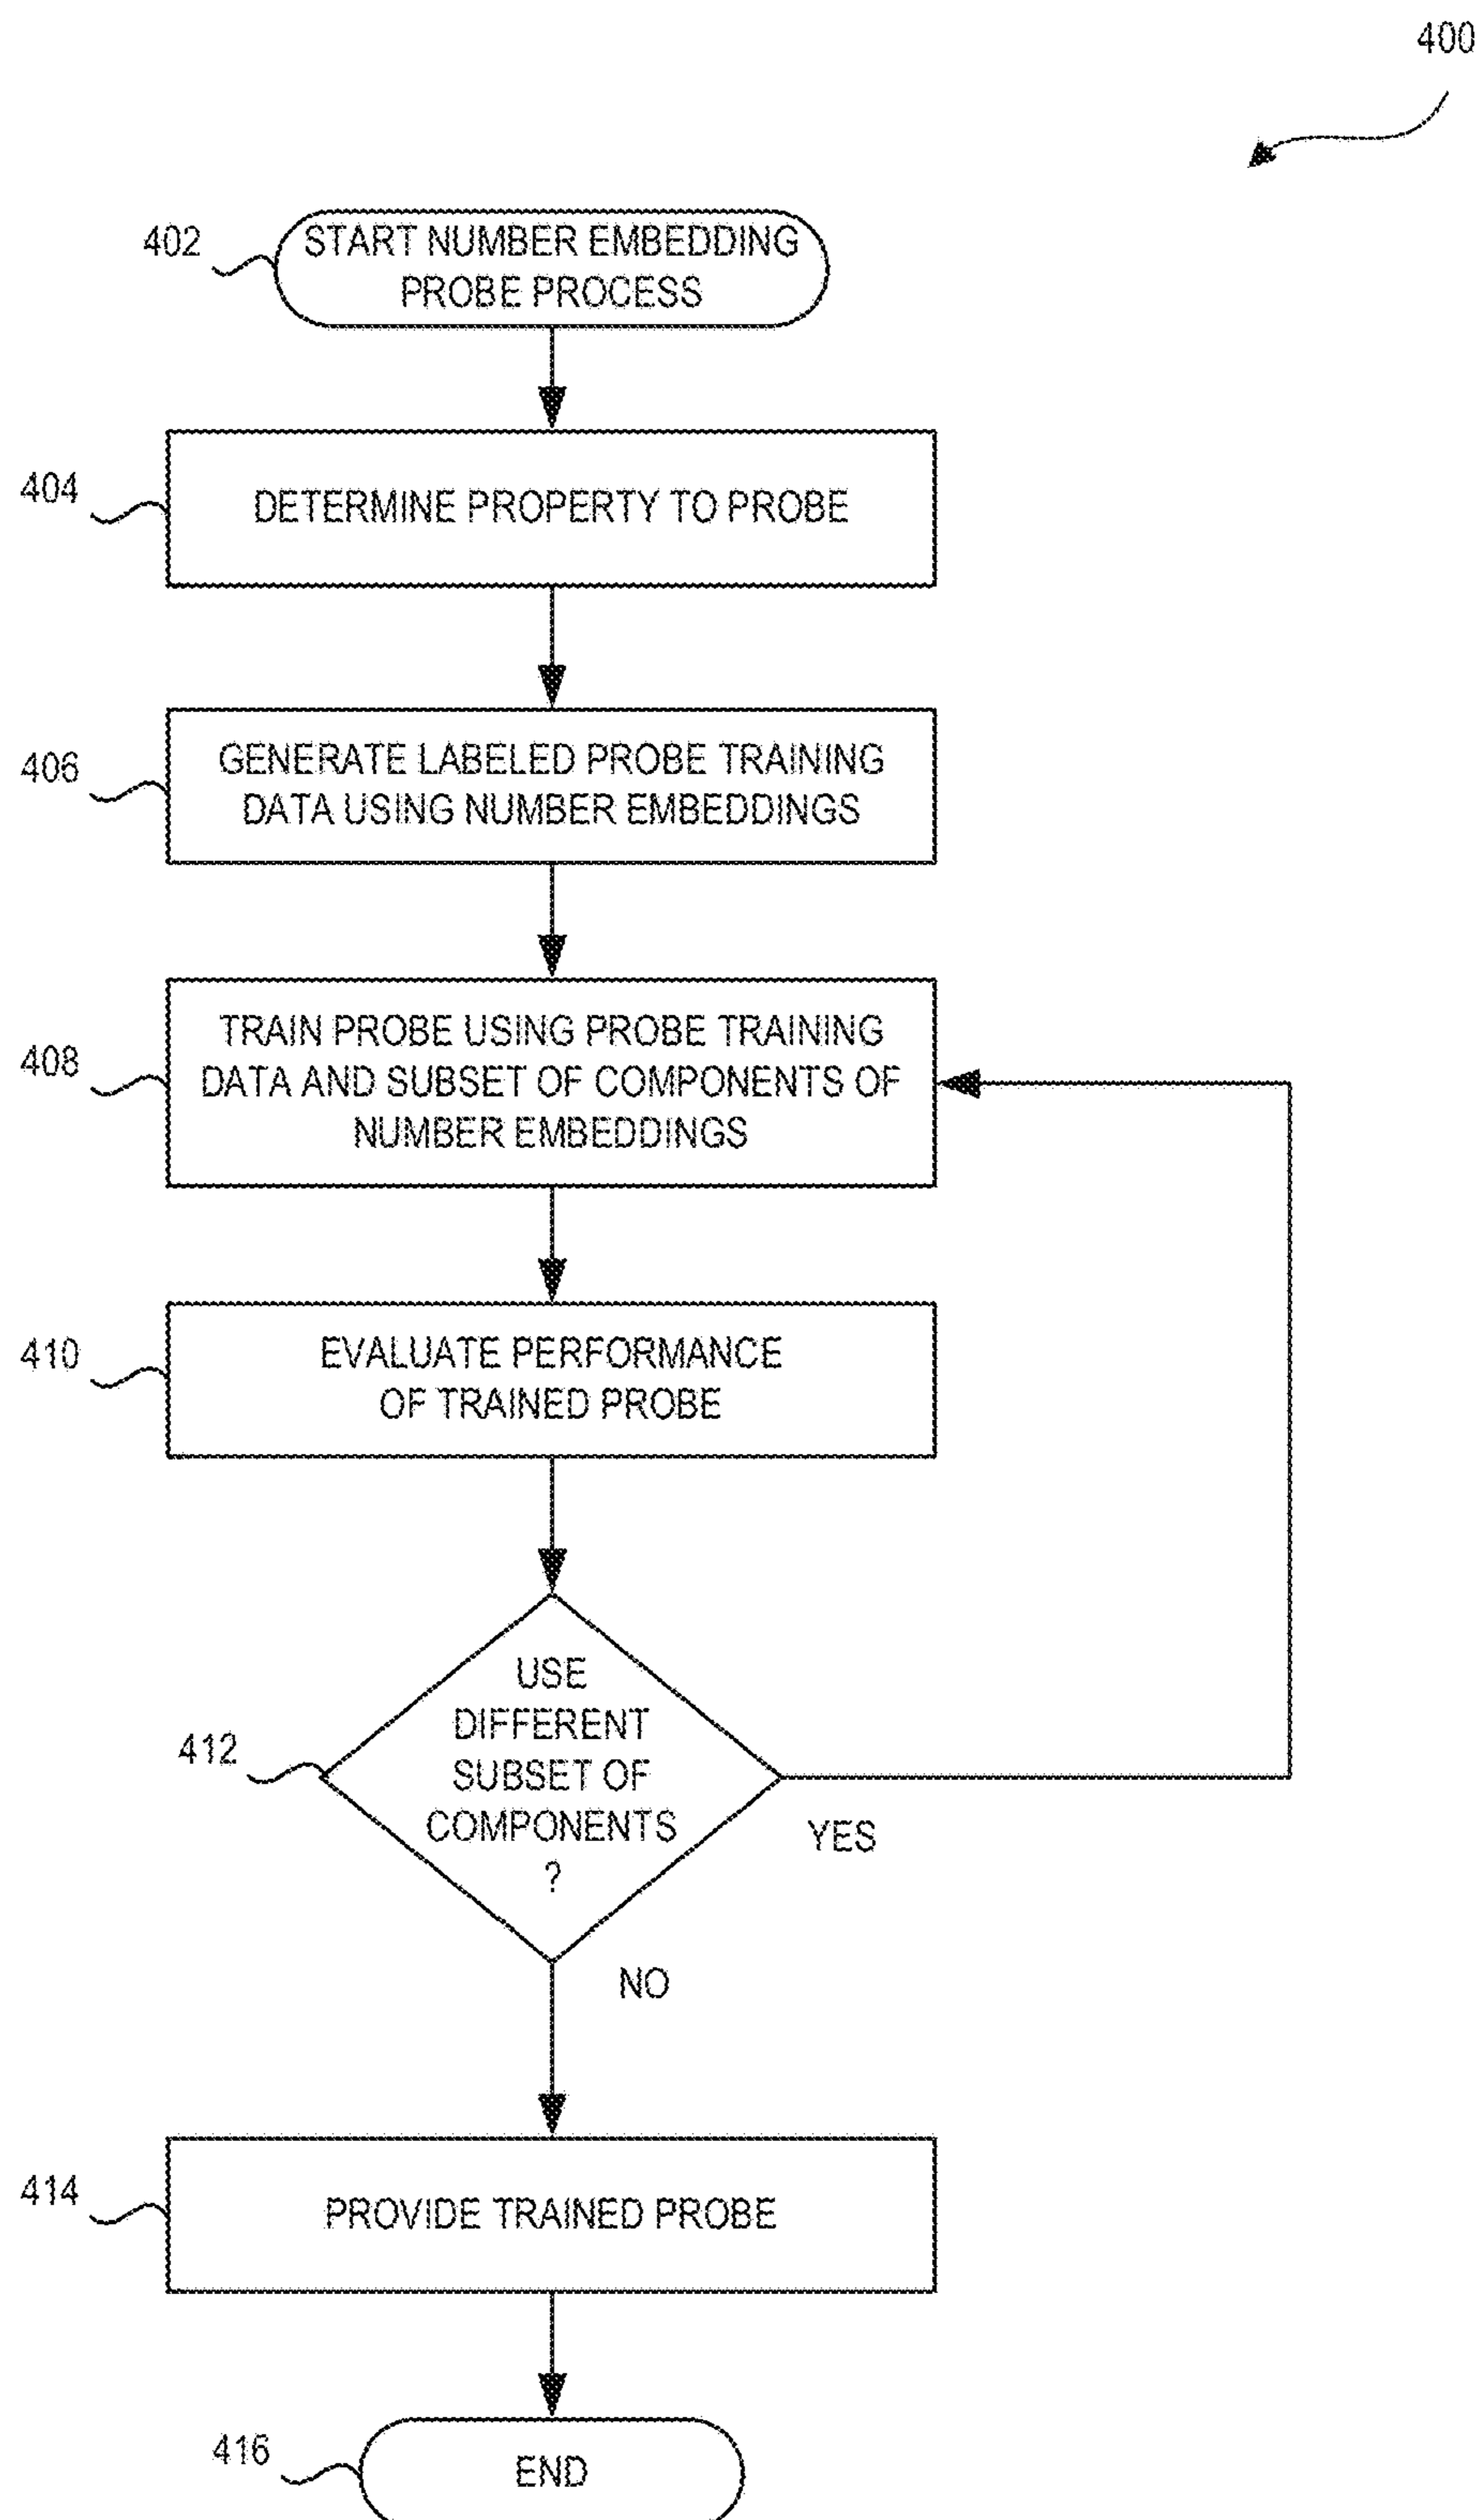 400
402
START NUMBER EMBEDDING
PROBE PROCESS
404
DETERMINE PROPERTY TO PROBE
406
GENERATE LABELED PROBE TRAINING
DATA USING NUMBER EMBEDDINGS
408
TRAIN PROBE USING PROBE TRAINING
DATA AND SUBSET OF COMPONENTS OF
NUMBER EMBEDDINGS
410
EVALUATE PERFORMANCE
OF TRAINED PROBE
412
USE
DIFFERENT
SUBSET OF
COMPONENTS
?
YES
NO
414
PROVIDE TRAINED PROBE
416
END